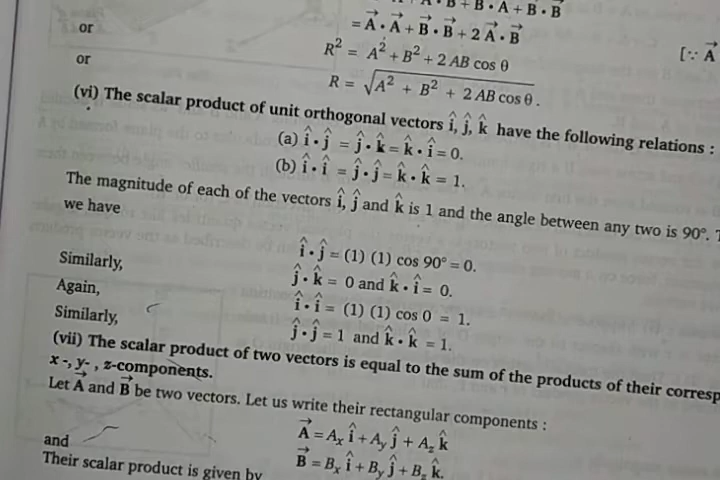 A · B + B · A + B · B
= A⃗ · A⃗ + B⃗ · B⃗ + 2 A⃗ · B⃗ [∵ A⃗
or R² = A² + B² + 2 AB cos θ
or R = √(A² + B² + 2 AB cos θ).
(vi) The scalar product of unit orthogonal vectors î, ĵ, k̂ have the following relations :
(a) î · ĵ = ĵ · k̂ = k̂ · î = 0.
(b) î · î = ĵ · ĵ = k̂ · k̂ = 1.
The magnitude of each of the vectors î, ĵ and k̂ is 1 and the angle between any two is 90°.
we have
î · ĵ = (1) (1) cos 90° = 0.
Similarly, ĵ · k̂ = 0 and k̂ · î = 0.
Again, î · î = (1) (1) cos 0 = 1.
Similarly, ĵ · ĵ = 1 and k̂ · k̂ = 1.
(vii) The scalar product of two vectors is equal to the sum of the products of their corresp
x -, y- , z-components.
Let A⃗ and B⃗ be two vectors. Let us write their rectangular components :
A⃗ = Aₓ î + A_y ĵ + A_z k̂
and B⃗ = Bₓ î + B_y ĵ + B_z k̂.
Their scalar product is given by